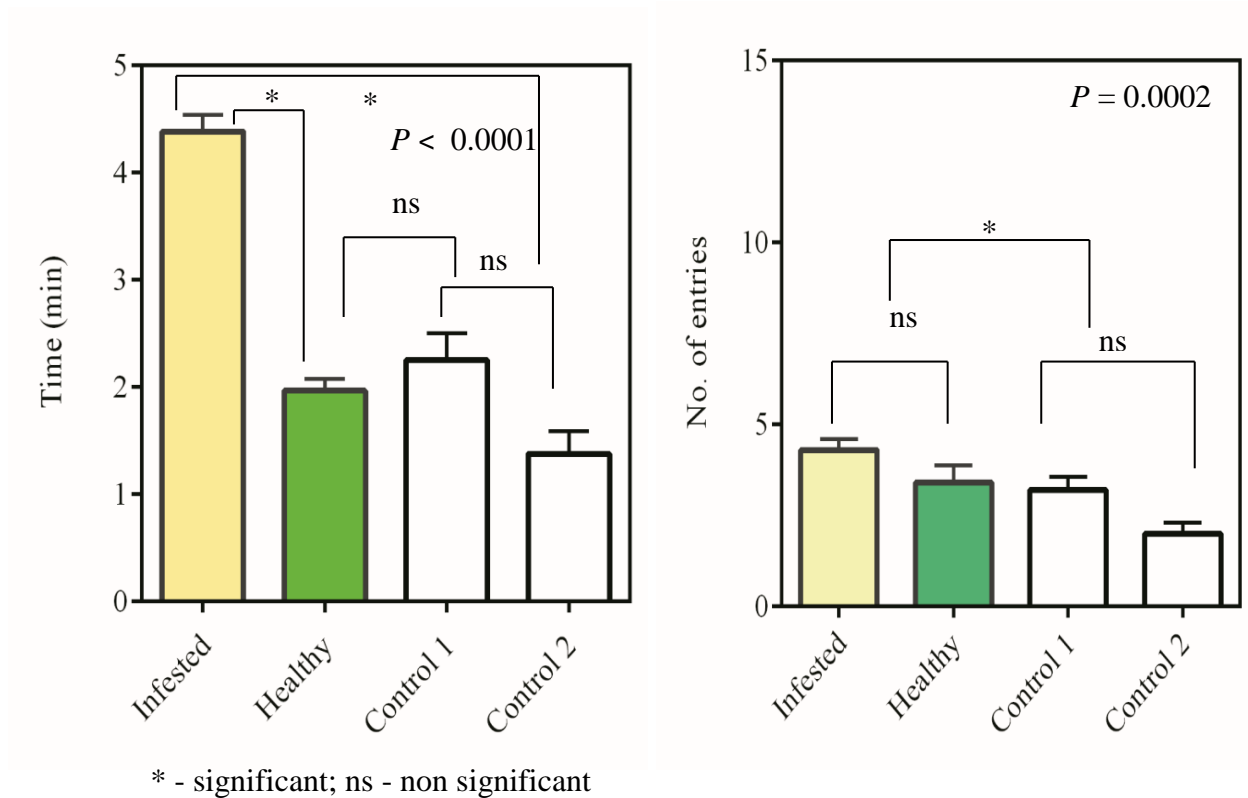 5
*
*
P < 0.0001
4
ns
3
ns
2
1
0
Time (min)
Infested
Healthy
Control 1
Control 2
15
P = 0.0002
10
*
ns
ns
5
0
No. of entries
Infested
Healthy
Control 1
Control 2
* - significant; ns - non significant